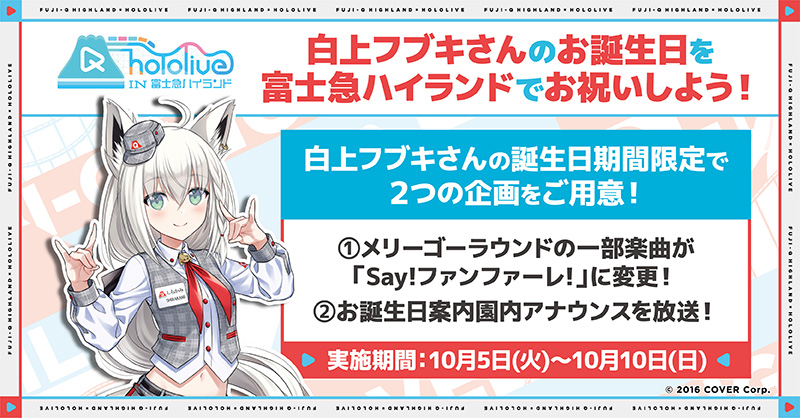 FUJI-Q HIGHLAND × HOLOLIVE
hololive
IN 富士急ハイランド
白上フブキさんのお誕生日を
富士急ハイランドでお祝いしよう！
白上フブキさんの誕生日期間限定で
2つの企画をご用意！
①メリーゴーラウンドの一部楽曲が
「Say!ファンファーレ!」に変更！
②お誕生日案内園内アナウンスを放送！
実施期間：10月5日(火)～10月10日(日)
© 2016 COVER Corp.
しらかみ